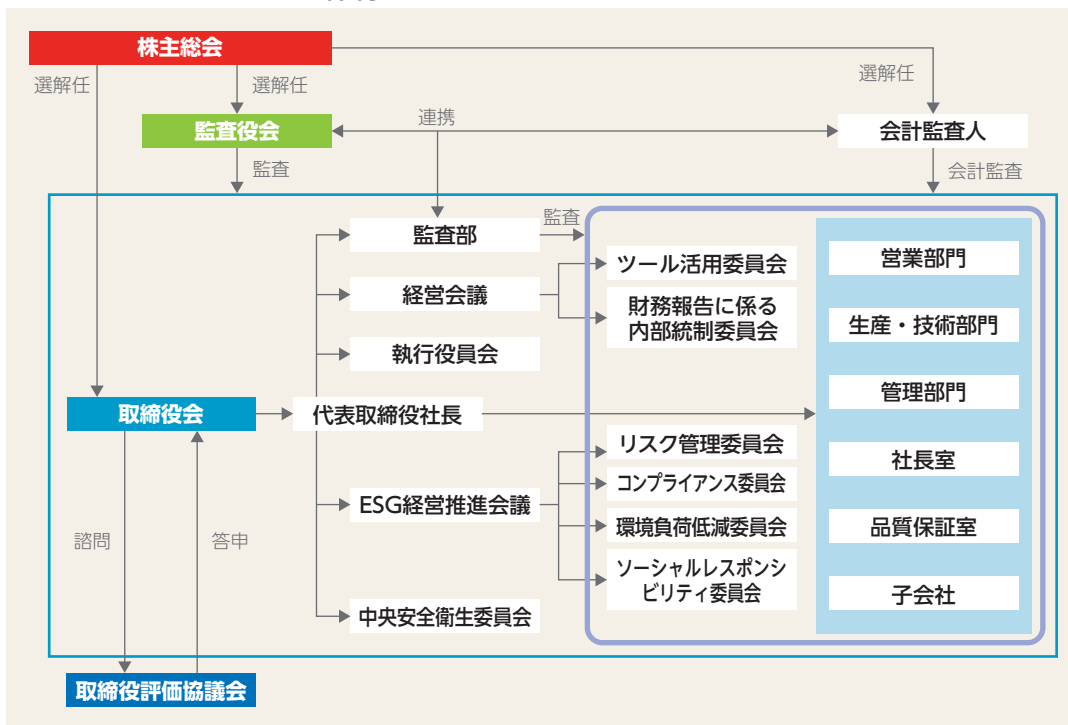 株主総会
選解任
選解任
選解任
監査役会
連携
会計監査人
監査
会計監査
監査部
監査
経営会議
執行役員会
ツール活用委員会
財務報告に係る
内部統制委員会
取締役会
代表取締役社長
リスク管理委員会
コンプライアンス委員会
ESG経営推進会議
環境負荷低減委員会
ソーシャルレスポンシ
ビリティ委員会
中央安全衛生委員会
営業部門
生産・技術部門
管理部門
社長室
品質保証室
子会社
諮問
答申
取締役評価協議会